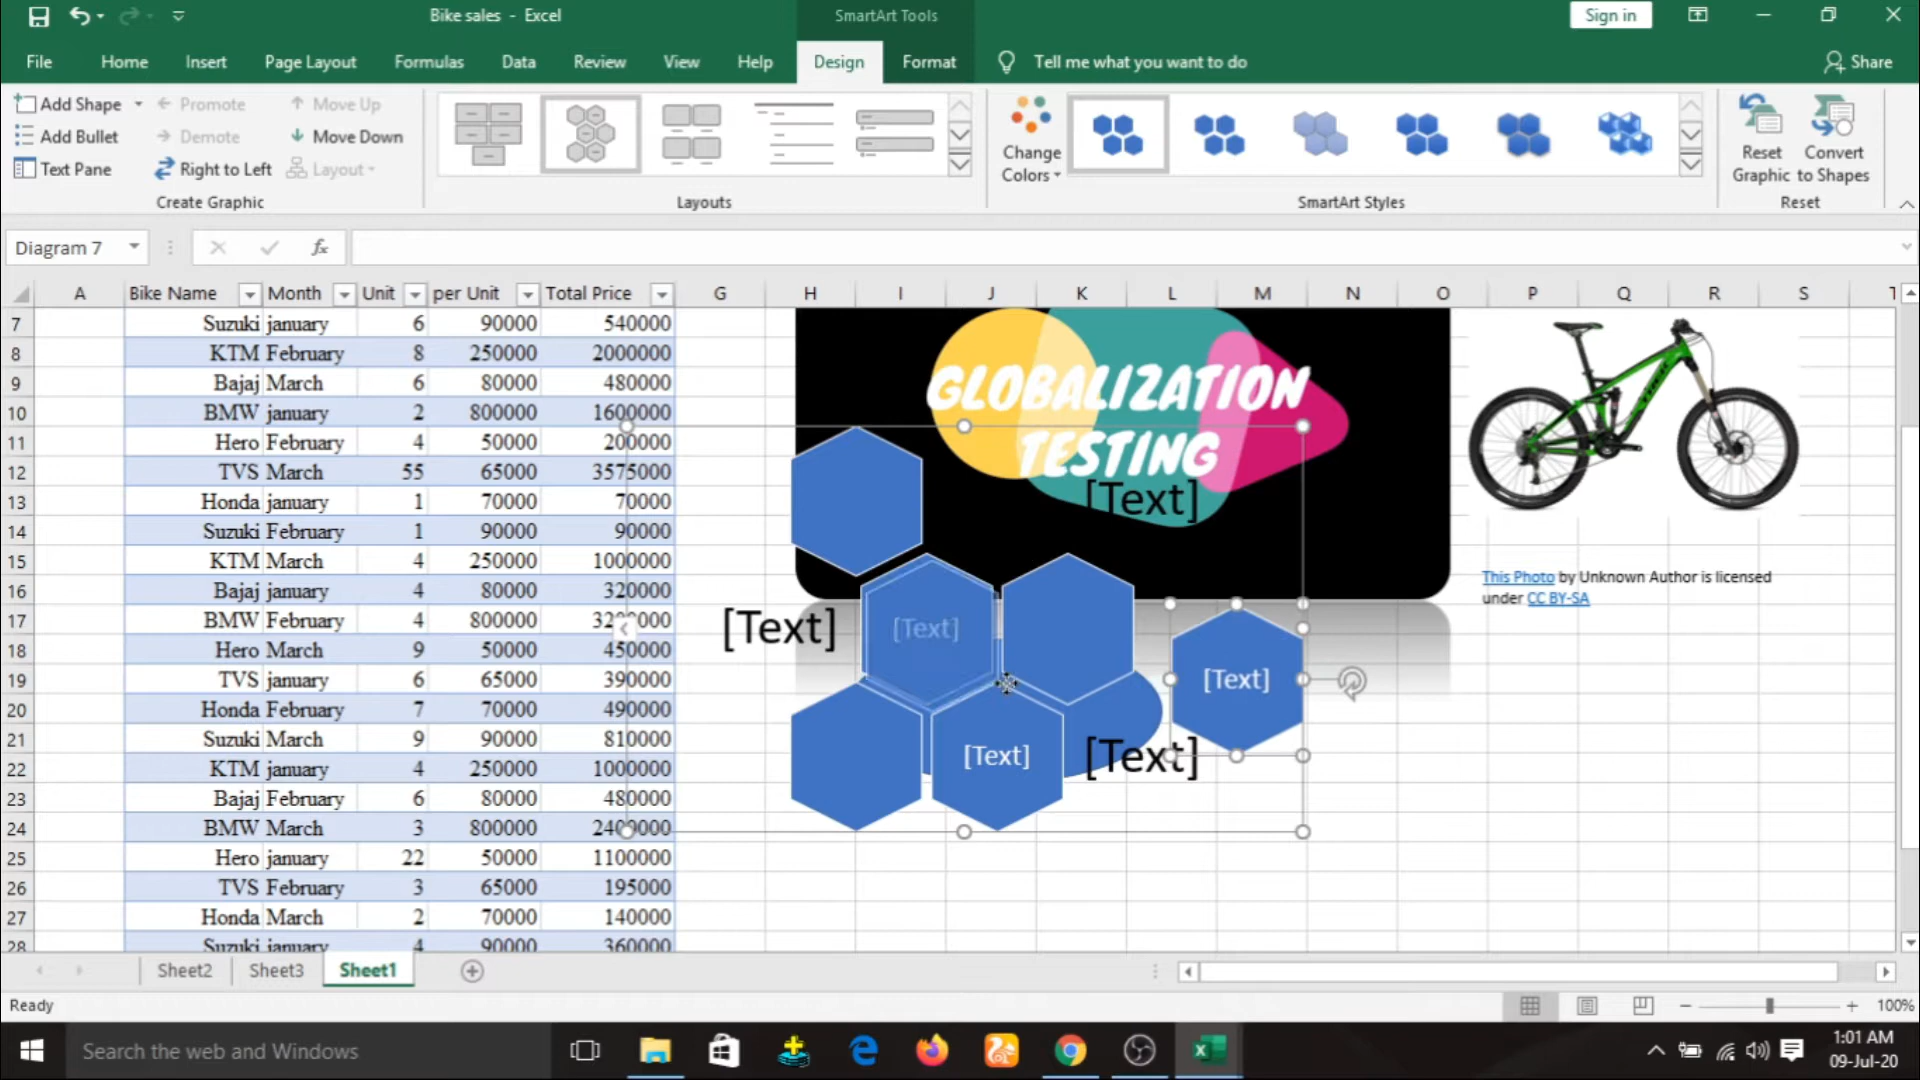 Bike sales - Excel
SmartArt Tools
Sign in
File Home Insert Page Layout Formulas Data Review View Help Design Format Tell me what you want to do Share
Add Shape Promote Move Up
Add Bullet Demote Move Down
Text Pane Right to Left Layout
Create Graphic
Layouts
Change Colors
SmartArt Styles
Reset Graphic
Convert to Shapes
Reset
Diagram 7
fx
A Bike Name Month Unit per Unit Total Price G H I J K L M N O P Q R S
7 Suzuki january 6 90000 540000
8 KTM February 8 250000 2000000
9 Bajaj March 6 80000 480000
10 BMW january 2 800000 1600000
11 Hero February 4 50000 200000
12 TVS March 55 65000 3575000
13 Honda january 1 70000 70000
14 Suzuki February 1 90000 90000
15 KTM March 4 250000 1000000
16 Bajaj january 4 80000 320000
17 BMW February 4 800000
18 Hero March 9 50000 450000
19 TVS january 6 65000 390000
20 Honda February 7 70000 490000
21 Suzuki March 9 90000 810000
22 KTM january 4 250000 1000000
23 Bajaj February 6 80000 480000
24 BMW March 3 800000 2400000
25 Hero january 22 50000 1100000
26 TVS February 3 65000 195000
27 Honda March 2 70000 140000
28 Suzuki january 4 90000 360000
GLOBALIZATION
TESTING
[Text]
[Text]
[Text]
[Text]
[Text]
[Text]
This Photo by Unknown Author is licensed
under CC BY-SA
Sheet2 Sheet3 Sheet1
Ready
100%
Search the web and Windows
1:01 AM
09-Jul-20